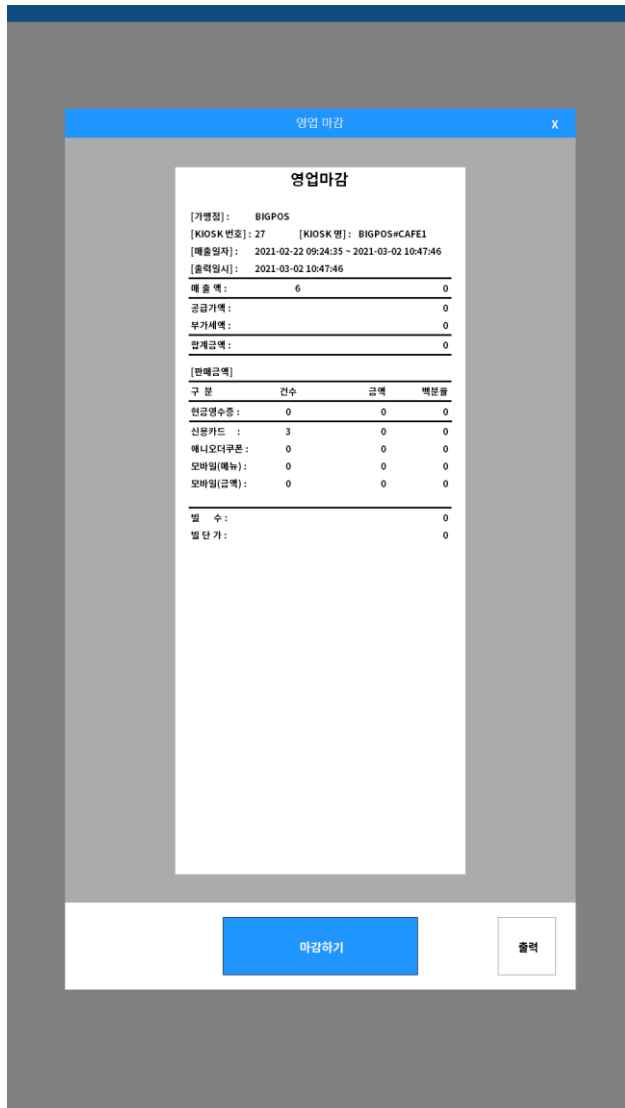 영업 마감 X
영업마감
[가맹점] : BIGPOS
[KIOSK 번호] : 27 [KIOSK 명] : BIGPOS#CAFE1
[매출일자] : 2021-02-22 09:24:35 ~ 2021-03-02 10:47:46
[출력일시] : 2021-03-02 10:47:46
매 출 액 : 6 0
공급가액 : 0
부가세액 : 0
합계금액 : 0
[판매금액]
구 분 건수 금액 백분율
현금영수증 : 0 0 0
신용카드 : 3 0 0
애니오더쿠폰 : 0 0 0
모바일(메뉴) : 0 0 0
모바일(금액) : 0 0 0
빌 수 : 0
빌 단 가 : 0
마감하기 출력